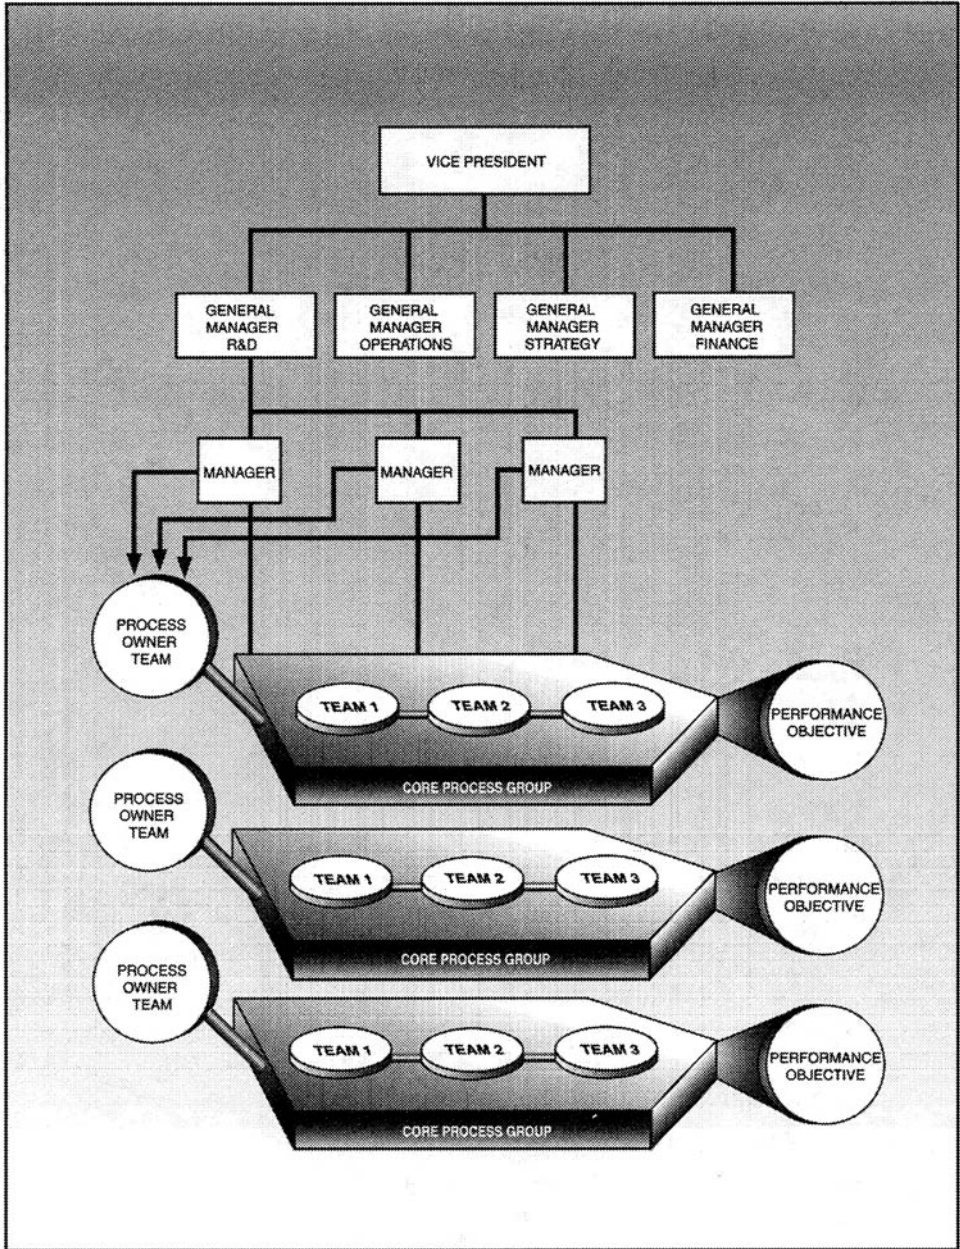 VICE PRESIDENT
GENERAL
MANAGER
R&D
GENERAL
MANAGER
OPERATIONS
GENERAL
MANAGER
STRATEGY
GENERAL
MANAGER
FINANCE
MANAGER
MANAGER
MANAGER
PROCESS
OWNER
TEAM
TEAM 1
TEAM 2
TEAM 3
PERFORMANCE
OBJECTIVE
CORE PROCESS GROUP
PROCESS
OWNER
TEAM
TEAM 1
TEAM 2
TEAM 3
PERFORMANCE
OBJECTIVE
CORE PROCESS GROUP
PROCESS
OWNER
TEAM
TEAM 1
TEAM 2
TEAM 3
PERFORMANCE
OBJECTIVE
CORE PROCESS GROUP